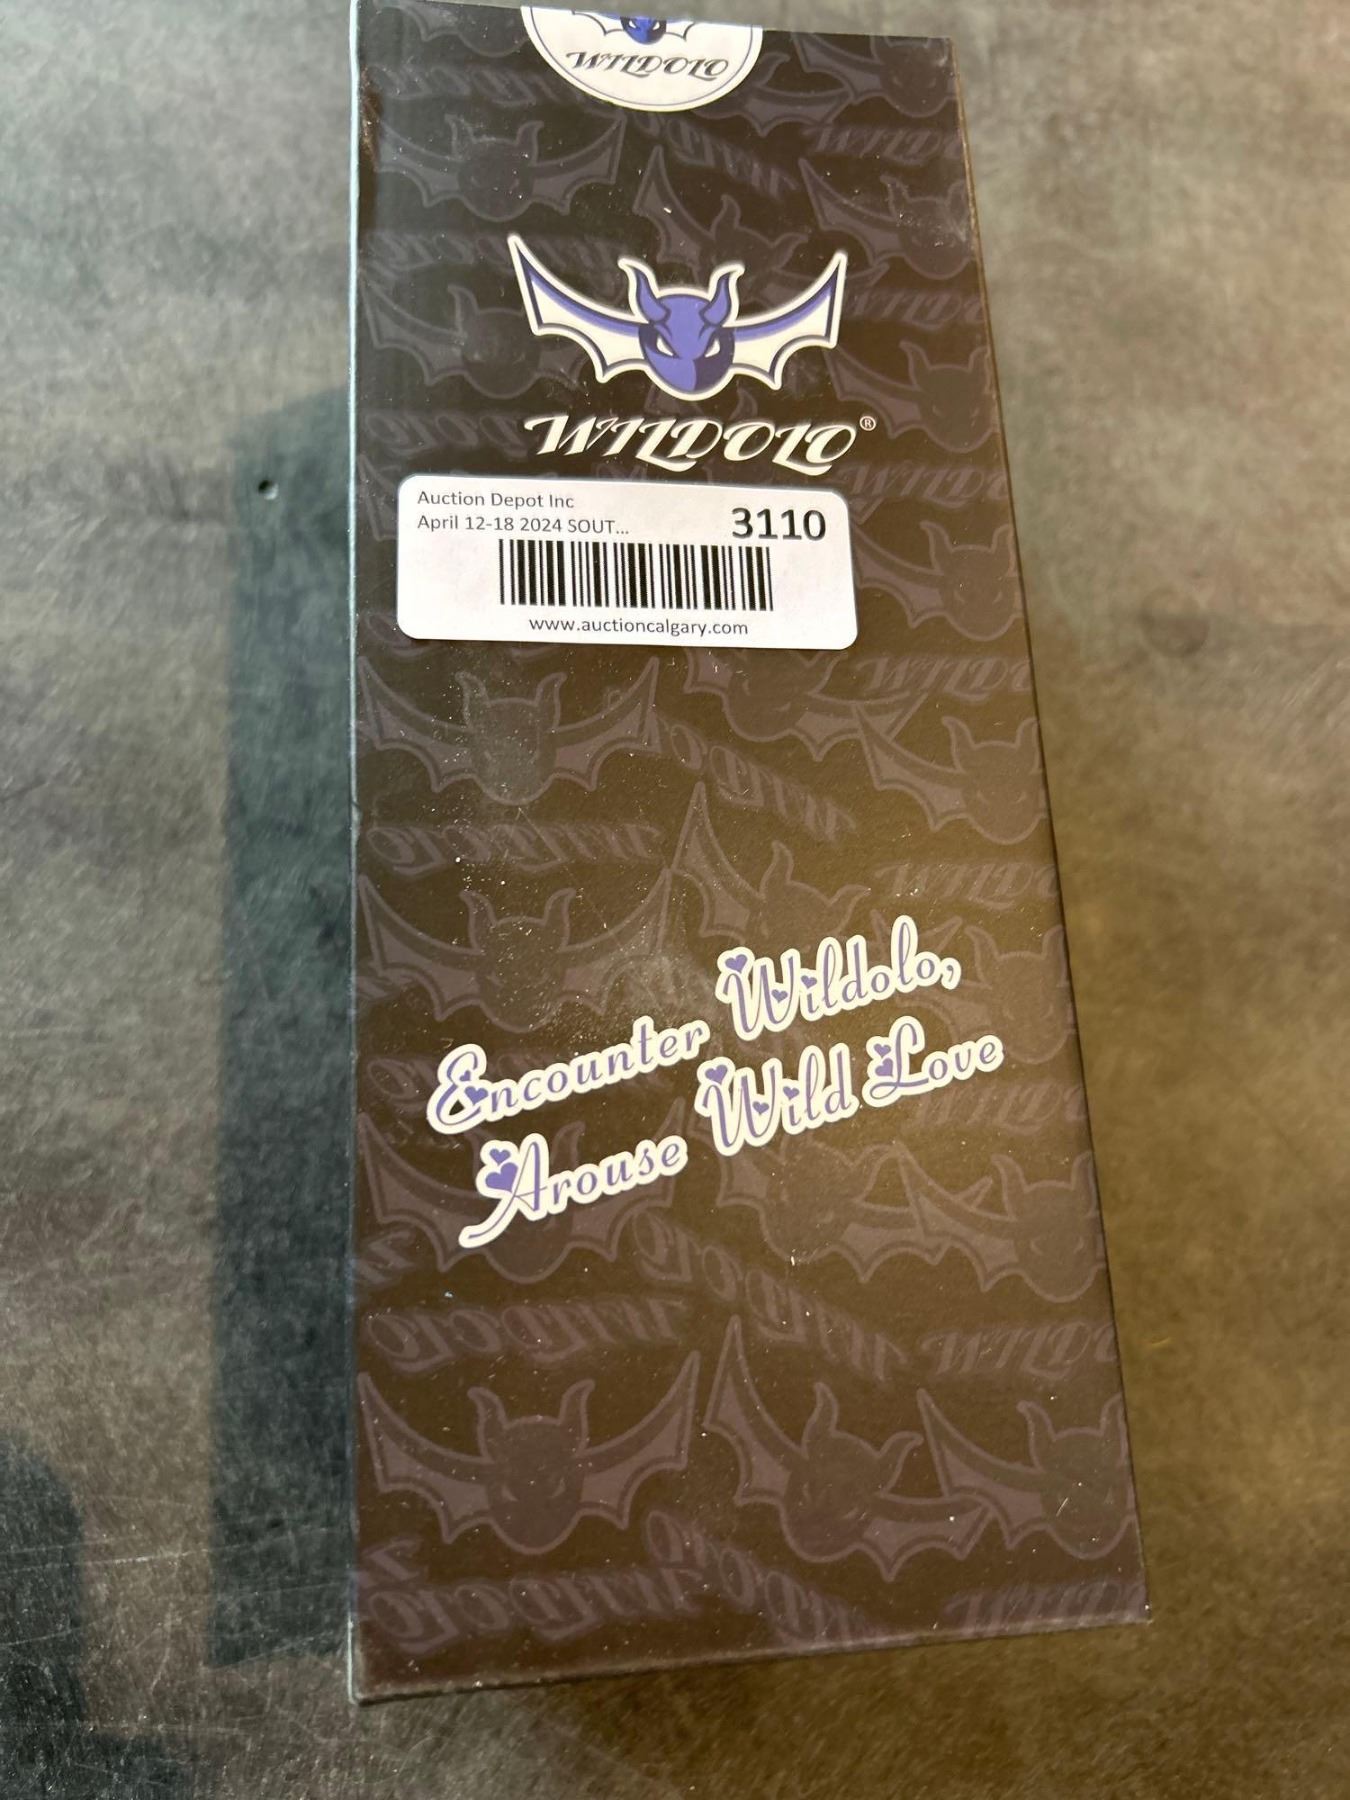 WILDOLO
WILDOLO®
Auction Depot Inc
April 12-18 2024 SOUT...
3110
www.auctioncalgary.com
Encounter Wildolo,
Arouse Wild Love